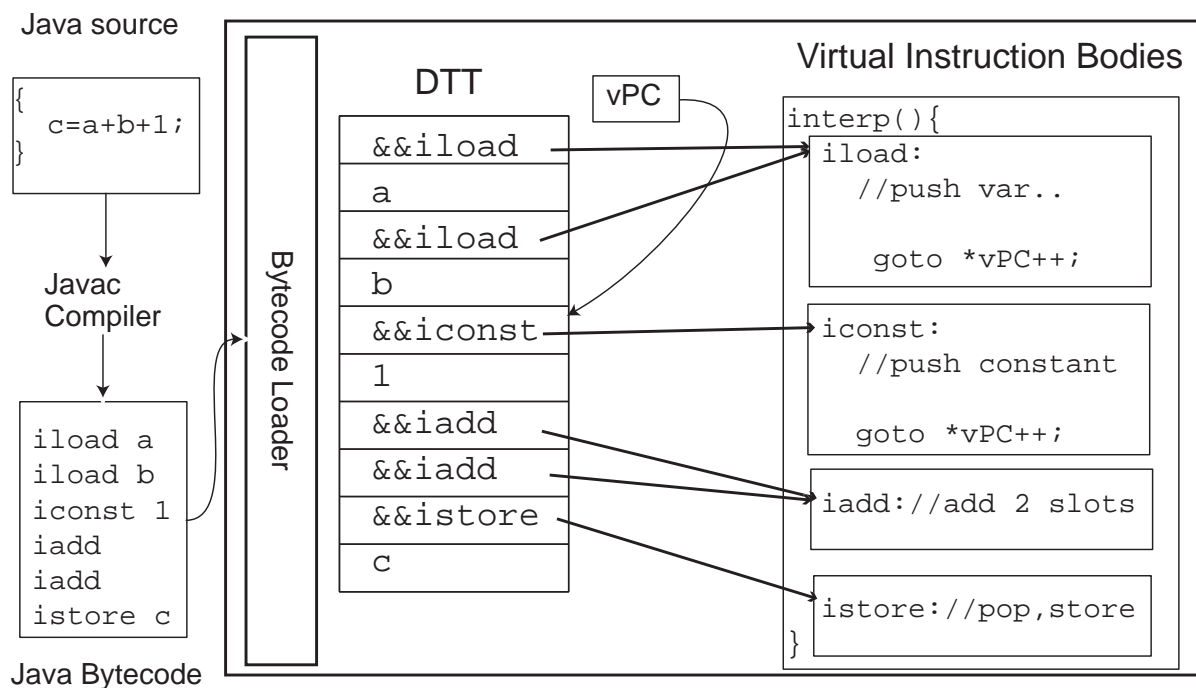 Java source
{
c=a+b+1;
}
Javac
Compiler
iload a
iload b
iconst 1
iadd
iadd
istore c
Java Bytecode
Bytecode Loader
DTT
&&iload
a
&&iload
b
&&iconst
1
&&iadd
&&iadd
&&istore
c
vPC
Virtual Instruction Bodies
interp(){
iload:
//push var..
goto *vPC++;
iconst:
//push constant
goto *vPC++;
iadd://add 2 slots
istore://pop,store
}